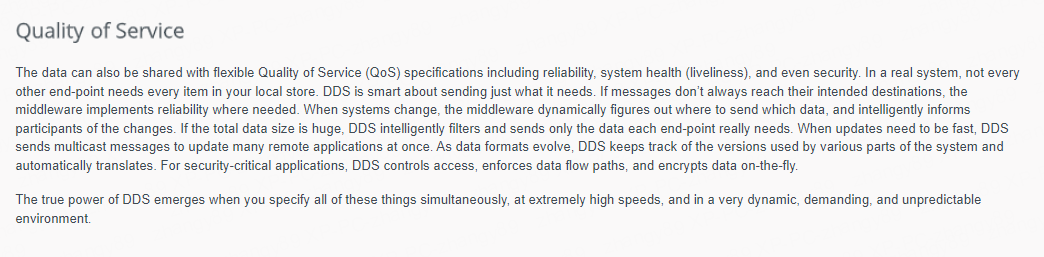 Quality of Service
The data can also be shared with flexible Quality of Service (QoS) specifications including reliability, system health (liveliness), and even security. In a real system, not every
other end-point needs every item in your local store. DDS is smart about sending just what it needs. If messages don't always reach their intended destinations, the
middleware implements reliability where needed. When systems change, the middleware dynamically figures out where to send which data, and intelligently informs
participants of the changes. If the total data size is huge, DDS intelligently filters and sends only the data each end-point really needs. When updates need to be fast, DDS
sends multicast messages to update many remote applications at once. As data formats evolve, DDS keeps track of the versions used by various parts of the system and
automatically translates. For security-critical applications, DDS controls access, enforces data flow paths, and encrypts data on-the-fly.
The true power of DDS emerges when you specify all of these things simultaneously, at extremely high speeds, and in a very dynamic, demanding, and unpredictable
environment.